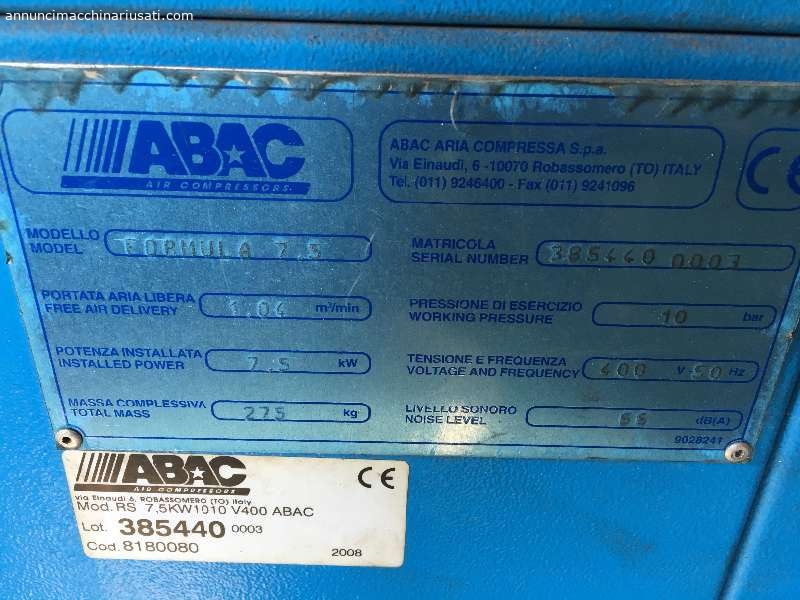 annuncimacchinariusati.com
ABAC
AIR COMPRESSORS
ABAC ARIA COMPRESSA S.p.a.
Via Einaudi, 6 -10070 Robassomero (TO) ITALY
Tel. (011) 9246400 - Fax (011) 9241096
CE
MODELLO
MODEL
FORMULA 7.5
MATRICOLA
SERIAL NUMBER
385440 0003
PORTATA ARIA LIBERA
FREE AIR DELIVERY
1.04 m³/min
PRESSIONE DI ESERCIZIO
WORKING PRESSURE
10 bar
POTENZA INSTALLATA
INSTALLED POWER
7.5 kW
TENSIONE E FREQUENZA
VOLTAGE AND FREQUENCY
400 V - 50 Hz
MASSA COMPLESSIVA
TOTAL MASS
275 kg
LIVELLO SONORO
NOISE LEVEL
dB(A)
9028241
ABAC
AIR COMPRESSORS
CE
via Einaudi 6, ROBASSOMERO (TO) Italy
Mod. RS 7,5KW1010 V400 ABAC
Lot. 385440 0003
Cod. 8180080
2008